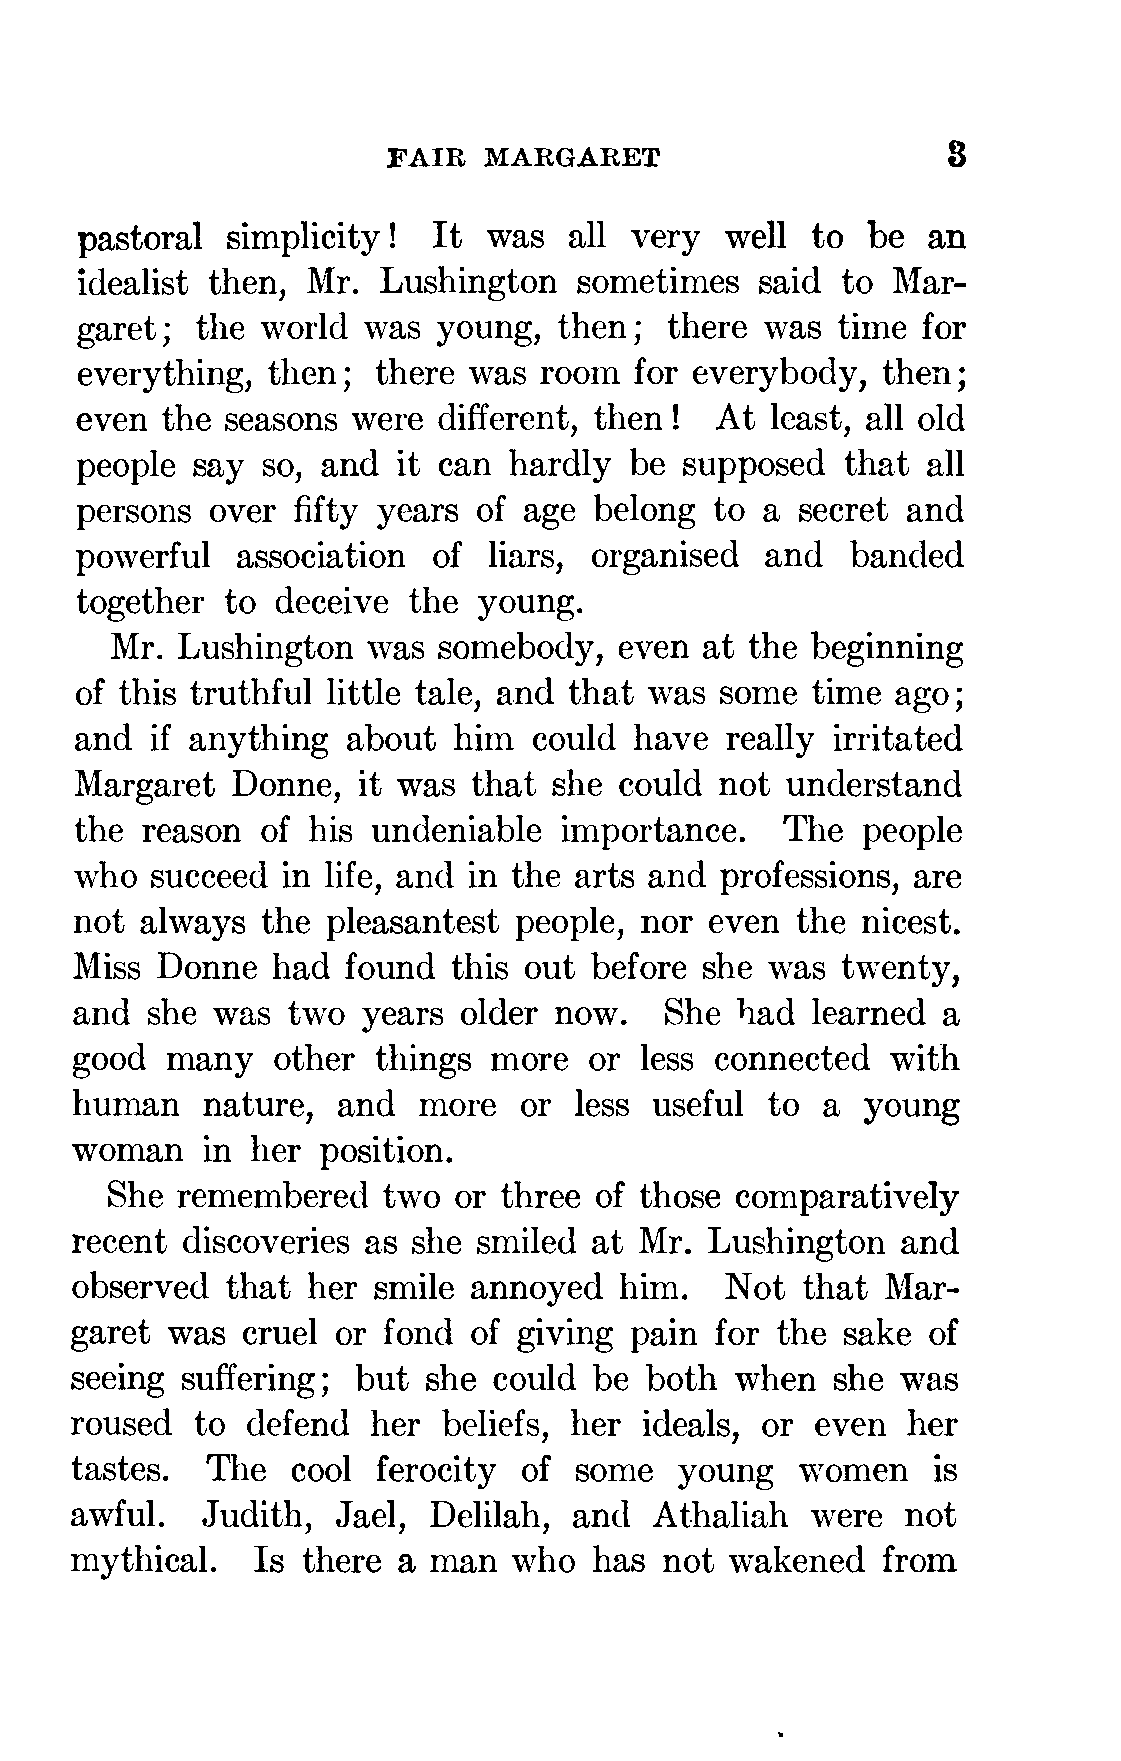 FAIR MARGARET 3
pastoral simplicity! It was all very well to be an
idealist then, Mr. Lushington sometimes said to Mar-
garet; the world was young, then; there was time for
everything, then; there was room for everybody, then;
even the seasons were different, then! At least, all old
people say so, and it can hardly be supposed that all
persons over fifty years of age belong to a secret and
powerful association of liars, organised and banded
together to deceive the young.
Mr. Lushington was somebody, even at the beginning
of this truthful little tale, and that was some time ago;
and if anything about him could have really irritated
Margaret Donne, it was that she could not understand
the reason of his undeniable importance. The people
who succeed in life, and in the arts and professions, are
not always the pleasantest people, nor even the nicest.
Miss Donne had found this out before she was twenty,
and she was two years older now. She had learned a
good many other things more or less connected with
human nature, and more or less useful to a young
woman in her position.
She remembered two or three of those comparatively
recent discoveries as she smiled at Mr. Lushington and
observed that her smile annoyed him. Not that Mar-
garet was cruel or fond of giving pain for the sake of
seeing suffering; but she could be both when she was
roused to defend her beliefs, her ideals, or even her
tastes. The cool ferocity of some young women is
awful. Judith, Jael, Delilah, and Athaliah were not
mythical. Is there a man who has not wakened from